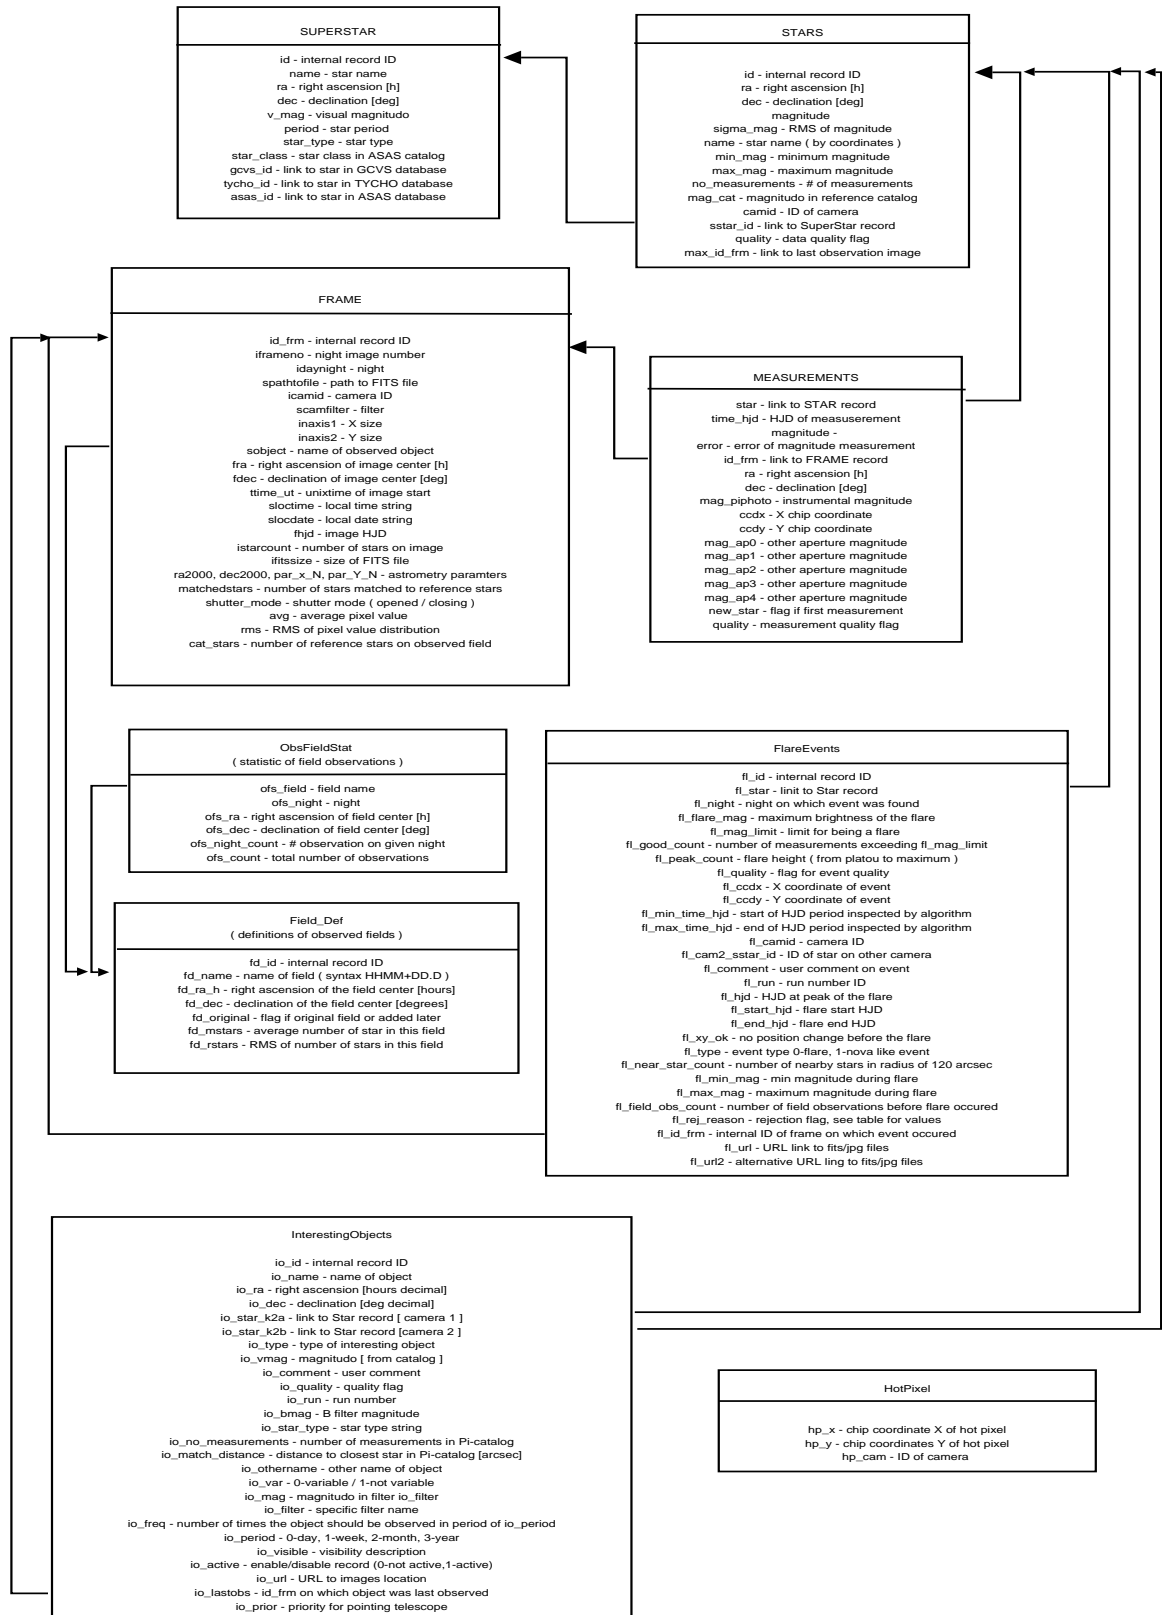 SUPERSTAR
id - internal record ID
name - star name
ra - right ascension [h]
dec - declination [deg]
v_mag - visual magnitudo
period - star period
star_type - star type
star_class - star class in ASAS catalog
gcvs_id - link to star in GCVS database
tycho_id - link to star in TYCHO database
asas_id - link to star in ASAS database
STARS
id - internal record ID
ra - right ascension [h]
dec - declination [deg]
magnitude
sigma_mag - RMS of magnitude
name - star name ( by coordinates )
min_mag - minimum magnitude
max_mag - maximum magnitude
no_measurements - # of measurements
mag_cat - magnitudo in reference catalog
camid - ID of camera
sstar_id - link to SuperStar record
quality - data quality flag
max_id_frm - link to last observation image
FRAME
id_frm - internal record ID
iframeno - night image number
idaynight - night
spathtofile - path to FITS file
icamid - camera ID
scamfilter - filter
inaxis1 - X size
inaxis2 - Y size
sobject - name of observed object
fra - right ascension of image center [h]
fdec - declination of image center [deg]
ttime_ut - unixtime of image start
sloctime - local time string
slocdate - local date string
fhjd - image HJD
istarcount - number of stars on image
ifitssize - size of FITS file
ra2000, dec2000, par_x_N, par_Y_N - astrometry paramters
matchedstars - number of stars matched to reference stars
shutter_mode - shutter mode ( opened / closing )
avg - average pixel value
rms - RMS of pixel value distribution
cat_stars - number of reference stars on observed field
MEASUREMENTS
star - link to STAR record
time_hjd - HJD of measuserement
magnitude -
error - error of magnitude measurement
id_frm - link to FRAME record
ra - right ascension [h]
dec - declination [deg]
mag_piphoto - instrumental magnitude
ccdx - X chip coordinate
ccdy - Y chip coordinate
mag_ap0 - other aperture magnitude
mag_ap1 - other aperture magnitude
mag_ap2 - other aperture magnitude
mag_ap3 - other aperture magnitude
mag_ap4 - other aperture magnitude
new_star - flag if first measurement
quality - measurement quality flag
ObsFieldStat
( statistic of field observations )
ofs_field - field name
ofs_night - night
ofs_ra - right ascension of field center [h]
ofs_dec - declination of field center [deg]
ofs_night_count - # observation on given night
ofs_count - total number of observations
Field_Def
( definitions of observed fields )
fd_id - internal record ID
fd_name - name of field ( syntax HHMM+DD.D )
fd_ra_h - right ascension of the field center [hours]
fd_dec - declination of the field center [degrees]
fd_original - flag if original field or added later
fd_mstars - average number of star in this field
fd_rstars - RMS of number of stars in this field
FlareEvents
fl_id - internal record ID
fl_star - linit to Star record
fl_night - night on which event was found
fl_flare_mag - maximum brightness of the flare
fl_mag_limit - limit for being a flare
fl_good_count - number of measurements exceeding fl_mag_limit
fl_peak_count - flare height ( from platou to maximum )
fl_quality - flag for event quality
fl_ccdx - X coordinate of event
fl_ccdy - Y coordinate of event
fl_min_time_hjd - start of HJD period inspected by algorithm
fl_max_time_hjd - end of HJD period inspected by algorithm
fl_camid - camera ID
fl_cam2_sstar_id - ID of star on other camera
fl_comment - user comment on event
fl_run - run number ID
fl_hjd - HJD at peak of the flare
fl_start_hjd - flare start HJD
fl_end_hjd - flare end HJD
fl_xy_ok - no position change before the flare
fl_type - event type 0-flare, 1-nova like event
fl_near_star_count - number of nearby stars in radius of 120 arcsec
fl_min_mag - min magnitude during flare
fl_max_mag - maximum magnitude during flare
fl_field_obs_count - number of field observations before flare occured
fl_rej_reason - rejection flag, see table for values
fl_id_frm - internal ID of frame on which event occured
fl_url - URL link to fits/jpg files
fl_url2 - alternative URL ling to fits/jpg files
InterestingObjects
io_id - internal record ID
io_name - name of object
io_ra - right ascension [hours decimal]
io_dec - declination [deg decimal]
io_star_k2a - link to Star record [ camera 1 ]
io_star_k2b - link to Star record [camera 2 ]
io_type - type of interesting object
io_vmag - magnitudo [ from catalog ]
io_comment - user comment
io_quality - quality flag
io_run - run number
io_bmag - B filter magnitude
io_star_type - star type string
io_no_measurements - number of measurements in Pi-catalog
io_match_distance - distance to closest star in Pi-catalog [arcsec]
io_othername - other name of object
io_var - 0-variable / 1-not variable
io_mag - magnitudo in filter io_filter
io_filter - specific filter name
io_freq - number of times the object should be observed in period of io_period
io_period - 0-day, 1-week, 2-month, 3-year
io_visible - visibility description
io_active - enable/disable record (0-not active,1-active)
io_url - URL to images location
io_lastobs - id_frm on which object was last observed
io_prior - priority for pointing telescope
HotPixel
hp_x - chip coordinate X of hot pixel
hp_y - chip coordinates Y of hot pixel
hp_cam - ID of camera